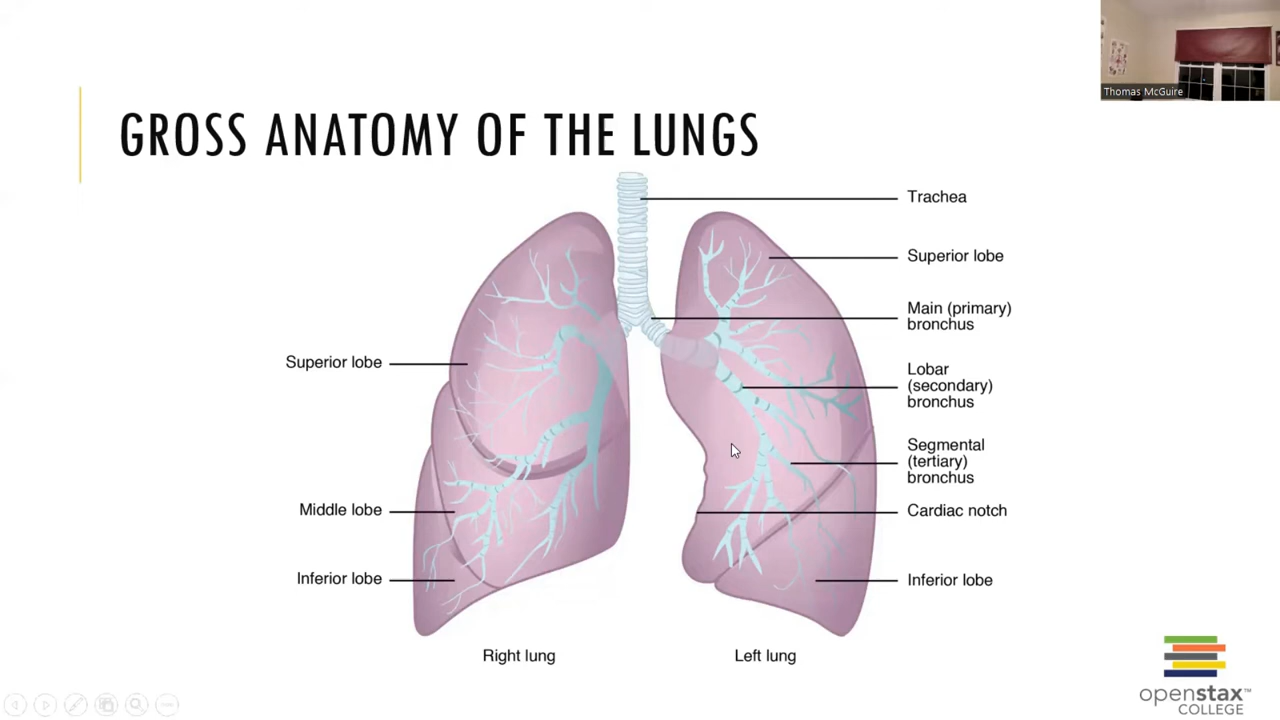 Thomas McGuire
GROSS ANATOMY OF THE LUNGS
Trachea
Superior lobe
Main (primary)
bronchus
Lobar
(secondary)
bronchus
Segmental
(tertiary)
bronchus
Cardiac notch
Inferior lobe
Superior lobe
Middle lobe
Inferior lobe
Right lung
Left lung
openstax™
COLLEGE